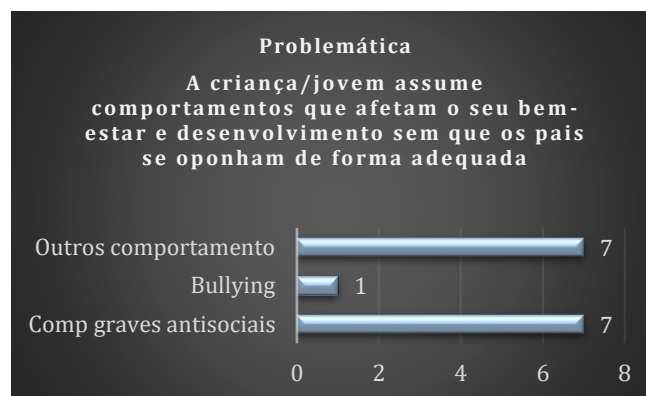 Problemática
A criança/jovem assume
comportamentos que afetam o seu bem-
estar e desenvolvimento sem que os pais
se oponham de forma adequada
Outros comportamento 7
Bullying 1
Comp graves antisociais 7
0 2 4 6 8